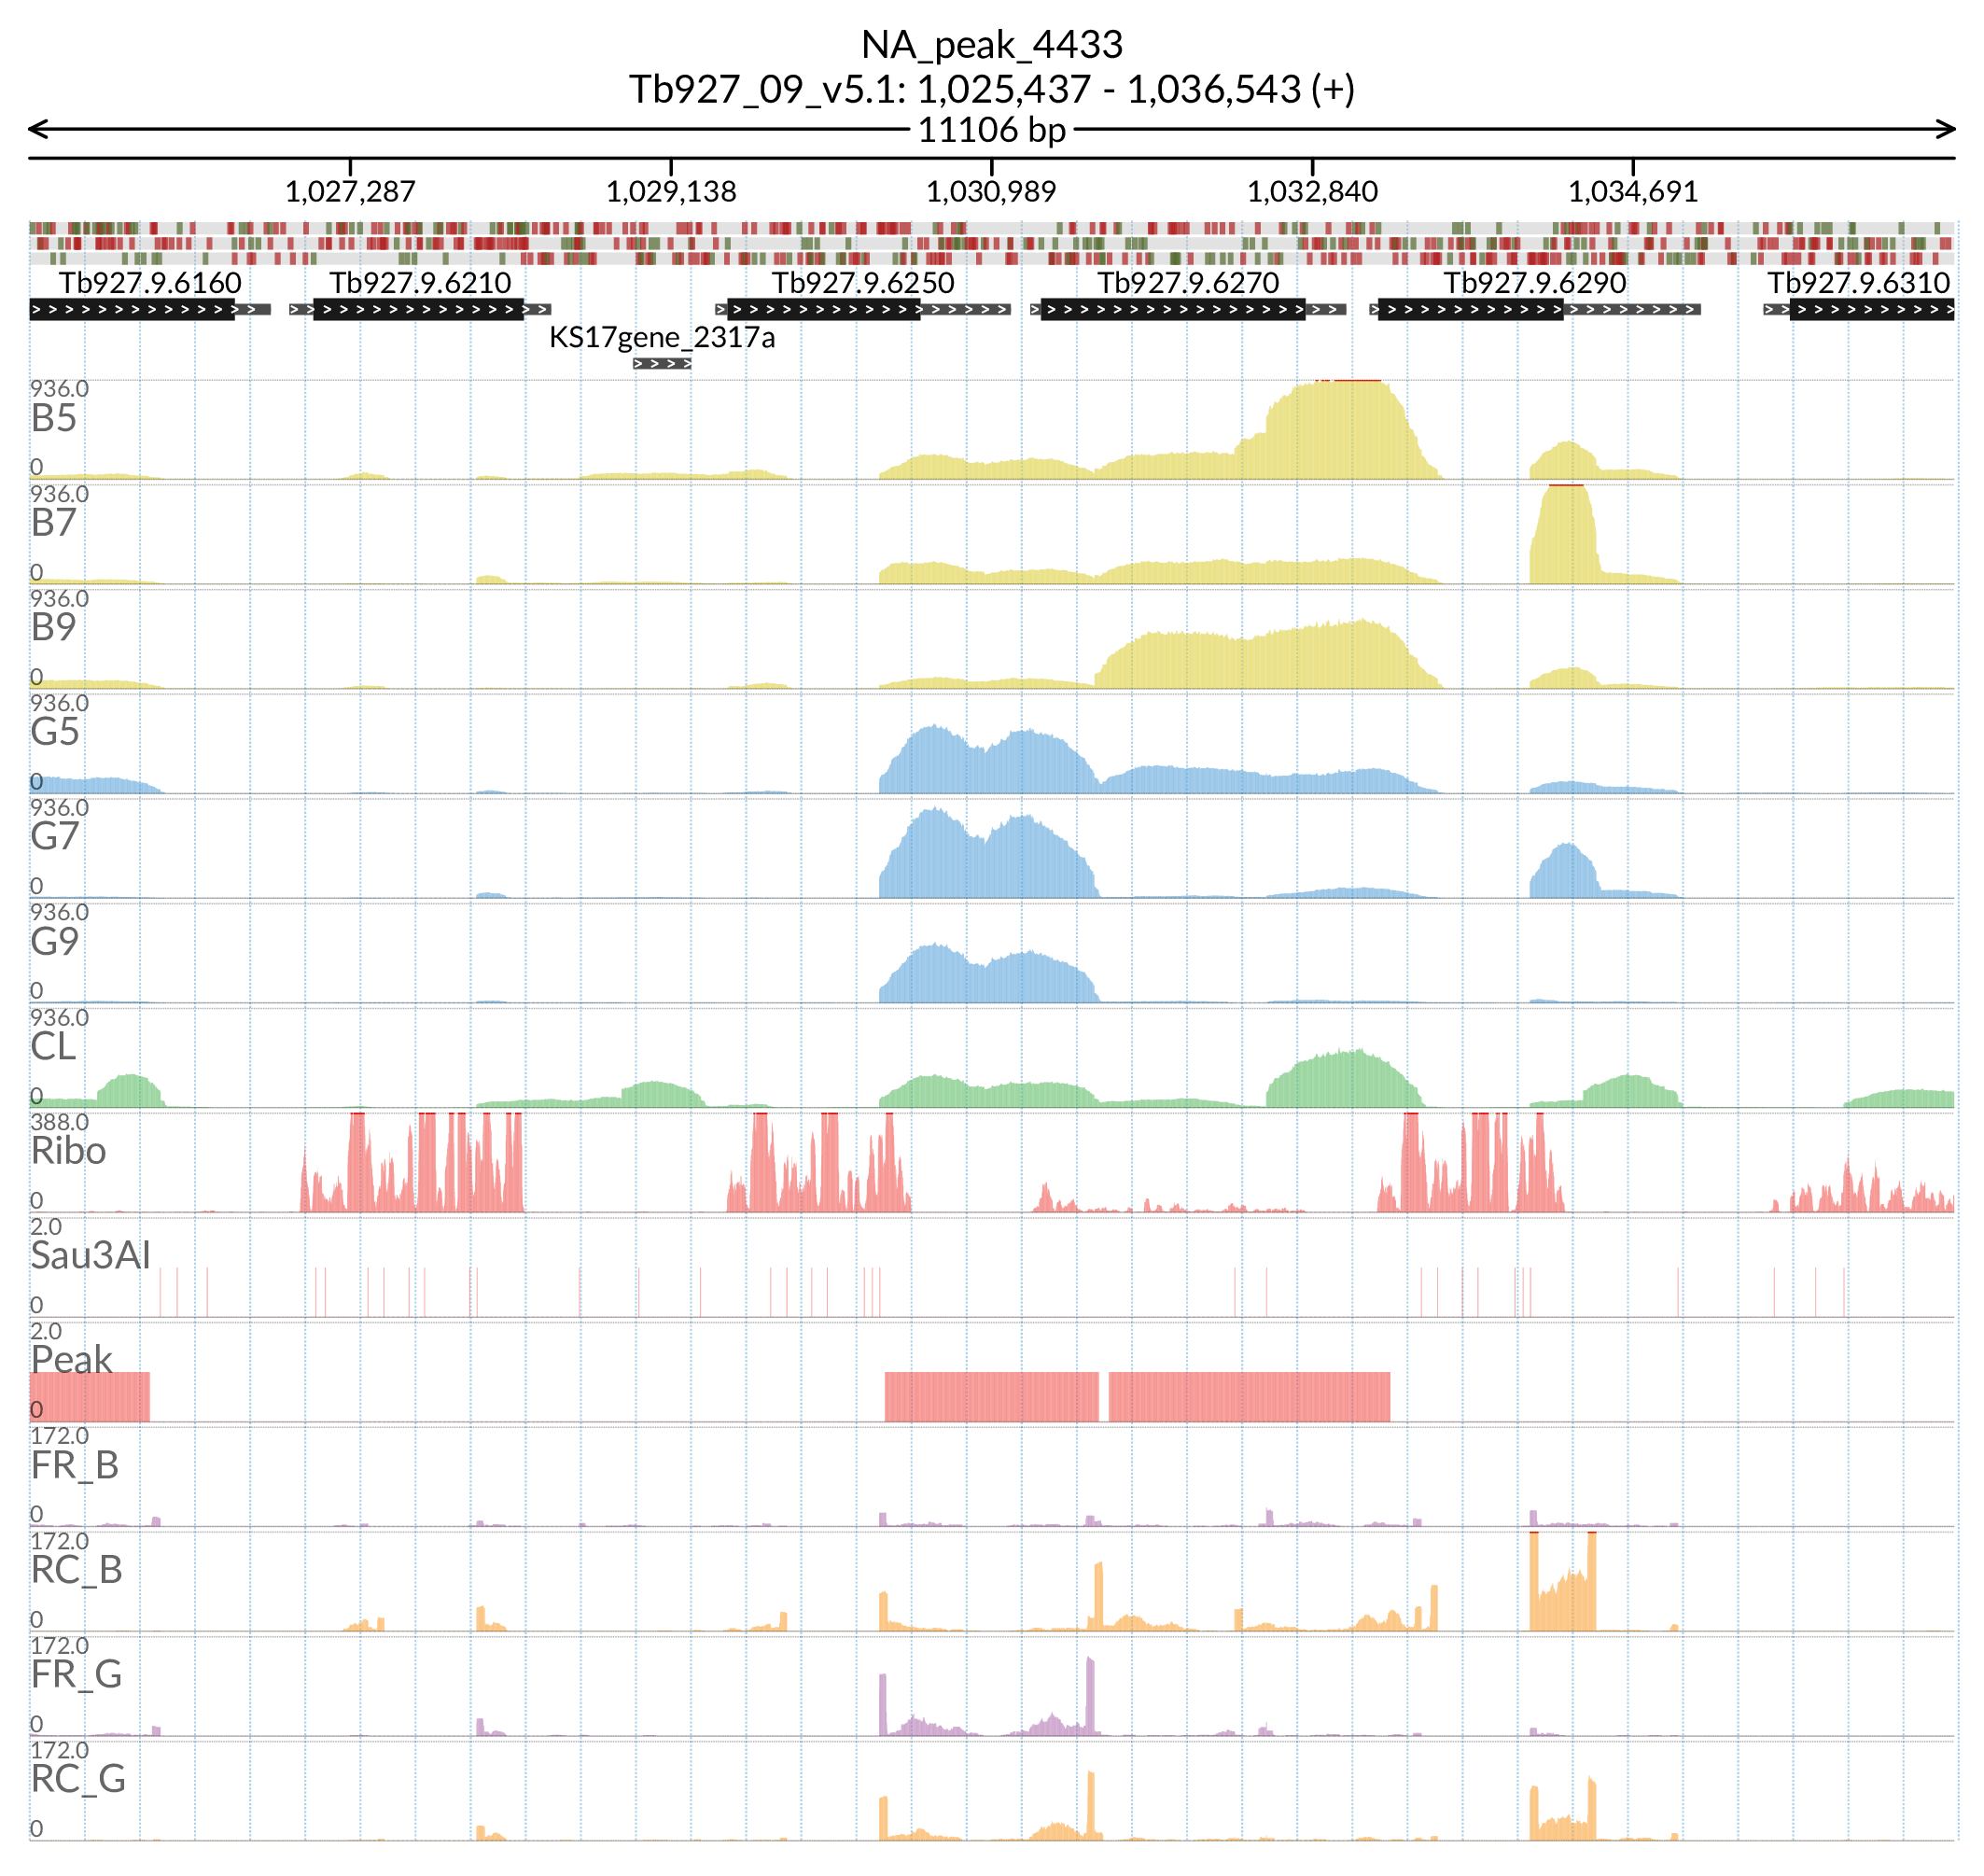 NA_peak_4433
Tb927_09_v5.1: 1,025,437 - 1,036,543 (+)
11106 bp
1,027,287 1,029,138 1,030,989 1,032,840 1,034,691
Tb927.9.6160 Tb927.9.6210 Tb927.9.6250 Tb927.9.6270 Tb927.9.6290 Tb927.9.6310
KS17gene_2317a
936.0
B5
0
936.0
B7
0
936.0
B9
0
936.0
G5
0
936.0
G7
0
936.0
G9
0
936.0
CL
0
388.0
Ribo
0
2.0
Sau3AI
0
2.0
Peak
0
172.0
FR_B
0
172.0
RC_B
0
172.0
FR_G
0
172.0
RC_G
0